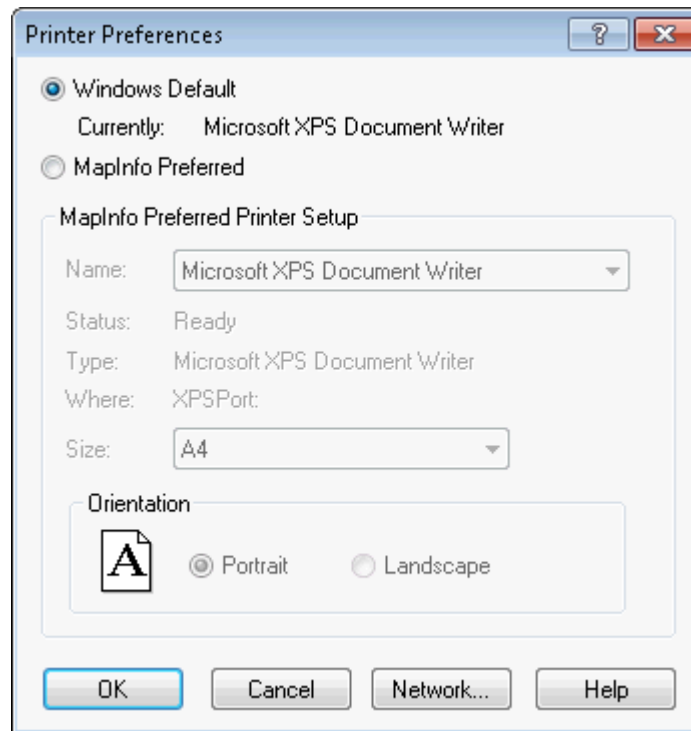 Printer Preferences
Windows Default
Currently: Microsoft XPS Document Writer
MapInfo Preferred
MapInfo Preferred Printer Setup
Name: Microsoft XPS Document Writer
Status: Ready
Type: Microsoft XPS Document Writer
Where: XPSPort:
Size: A4
Orientation
A Portrait Landscape
OK Cancel Network... Help